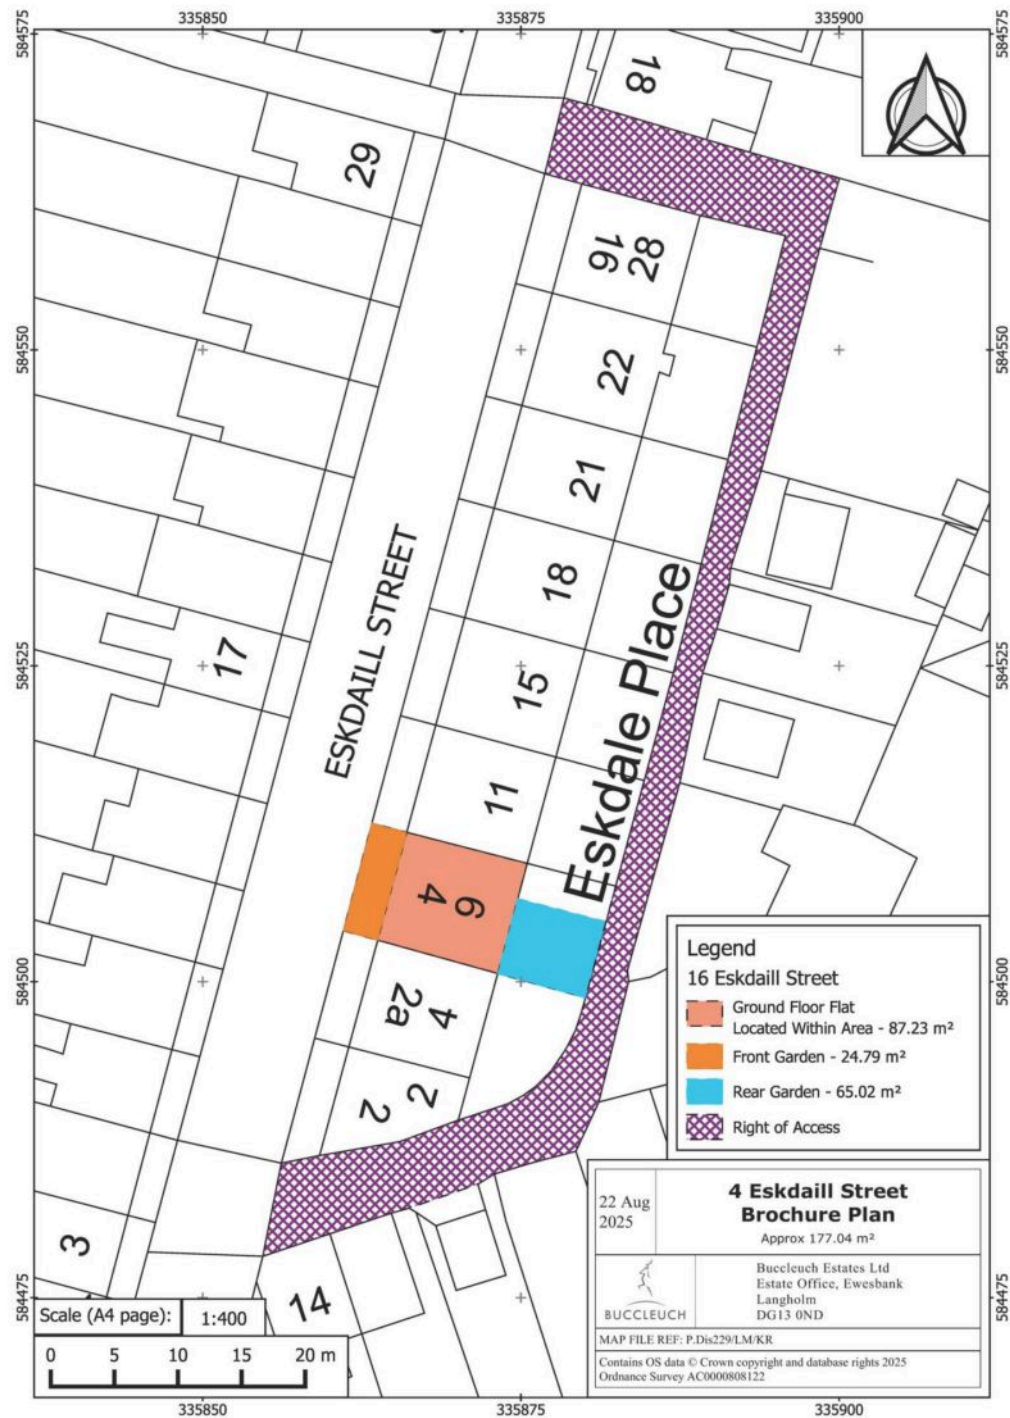 335850
335875
335900
584575
584575
18
29
16
28
22
584550
584550
21
18
ESKDAILL STREET
17
15
584525
584525
Eskdale Place
11
4
6
2a
4
2
2
584500
584500
Legend
16 Eskdaill Street
Ground Floor Flat
Located Within Area - 87.23 m²
Front Garden - 24.79 m²
Rear Garden - 65.02 m²
Right of Access
3
14
22 Aug
2025
4 Eskdaill Street
Brochure Plan
Approx 177.04 m²
BUCCLEUCH
Buccleuch Estates Ltd
Estate Office, Ewesbank
Langholm
DG13 0ND
MAP FILE REF: P.Dis229/LM/KR
Contains OS data © Crown copyright and database rights 2025
Ordnance Survey AC0000808122
584475
584475
Scale (A4 page):
1:400
0 5 10 15 20 m
335850
335875
335900